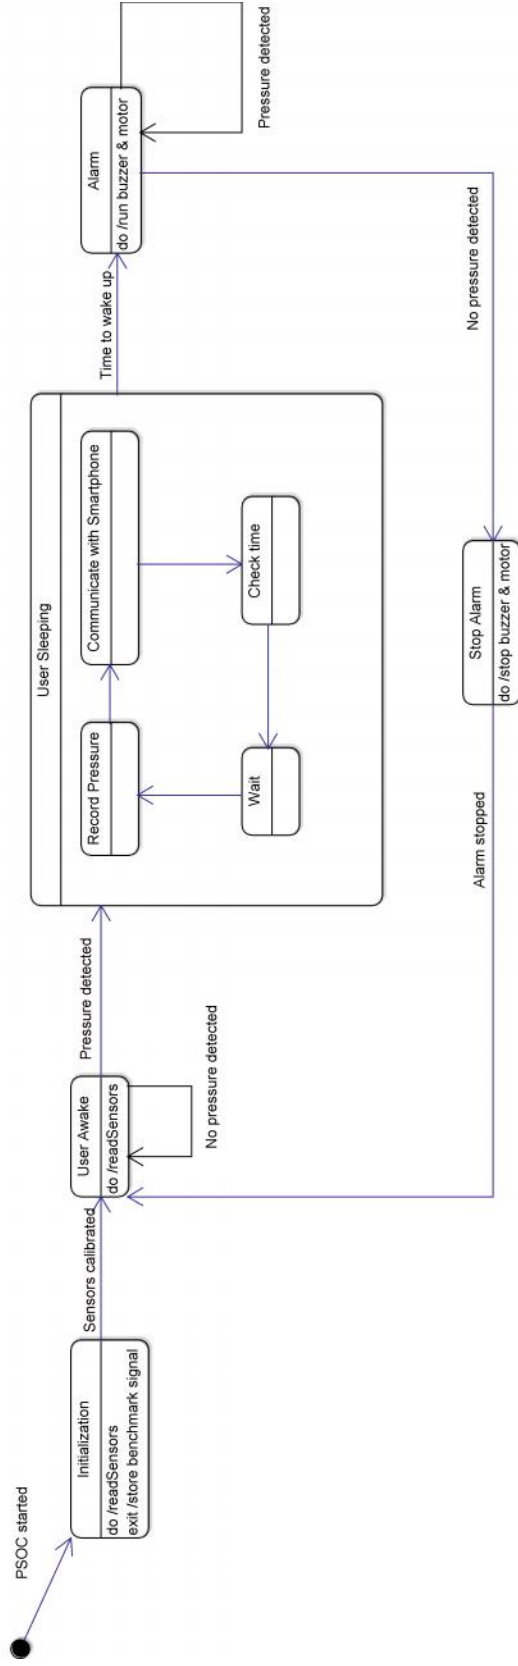 PSOC started
Initialization
do /readSensors
exit /store benchmark signal
Sensors calibrated
User Awake
do /readSensors
No pressure detected
Pressure detected
User Sleeping
Record Pressure
Communicate with Smartphone
Wait
Check time
Time to wake up
Alarm
do /run buzzer & motor
Pressure detected
No pressure detected
Stop Alarm
do /stop buzzer & motor
Alarm stopped